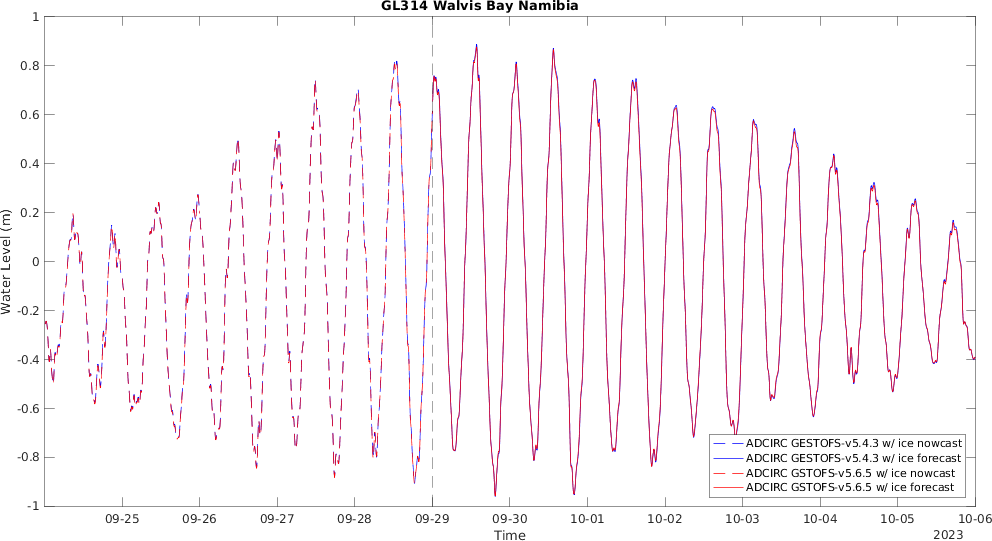 GL314 Walvis Bay Namibia
1
0.8
0.6
0.4
0.2
0
-0.2
-0.4
-0.6
-0.8
-1
Water Level (m)
ADCIRC GESTOFS-v5.4.3 w/ ice nowcast
ADCIRC GESTOFS-v5.4.3 w/ ice forecast
ADCIRC GSTOFS-v5.6.5 w/ ice nowcast
ADCIRC GSTOFS-v5.6.5 w/ ice forecast
09-25 09-26 09-27 09-28 09-29 09-30 10-01 10-02 10-03 10-04 10-05 10-06
Time
2023